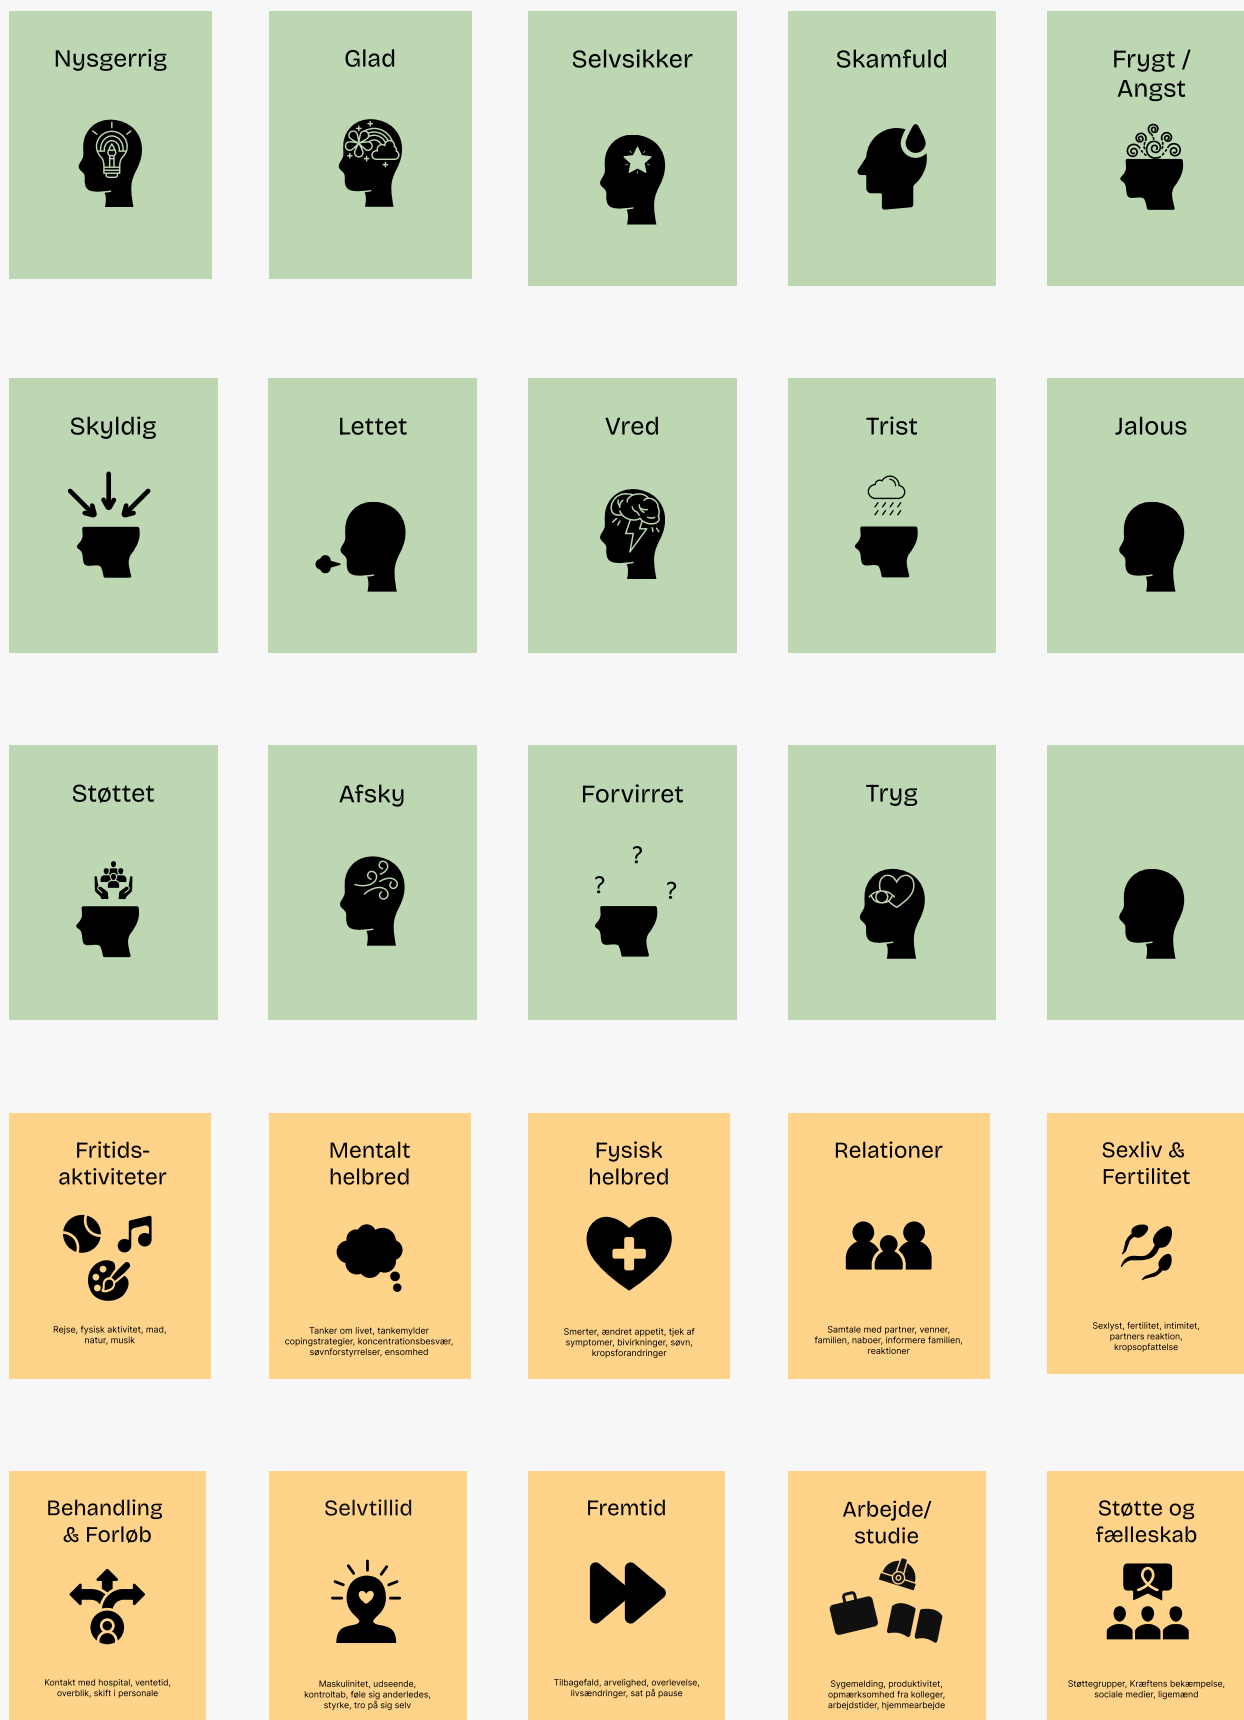 Nysgerrig
Glad
Selvsikker
Skamfuld
Frygt /
Angst
Skyldig
Lettet
Vred
Trist
Jalous
Støttet
Afsky
Forvirret
?
?
?
Tryg
Fritids-
aktiviteter
Rejse, fysisk aktivitet, mad,
natur, musik
Mentalt
helbred
Tanker om livet, tankemylder
copingstrategier, koncentrationsbesvær,
søvnforstyrrelser, ensomhed
Fysisk
helbred
Smerter, ændret appetit, tjek af
symptomer, bivirkninger, søvn,
kropsforandringer
Relationer
Samtale med partner, venner,
familien, naboer, informere familien,
reaktioner
Sexliv &
Fertilitet
Sexlyst, fertilitet, intimitet,
partners reaktion,
kropsopfattelse
Behandling
& Forløb
Kontakt med hospital, ventetid,
overblik, skift i personale
Selvtillid
Maskulinitet, udseende,
kontroltab, føle sig anderledes,
styrke, tro på sig selv
Fremtid
Tilbagefald, arvelighed, overlevelse,
livsændringer, sat på pause
Arbejde/
studie
Sygemelding, produktivitet,
opmærksomhed fra kolleger,
arbejdstider, hjemmearbejde
Støtte og
fælleskab
Støttegrupper, Kræftens bekæmpelse,
sociale medier, ligemænd